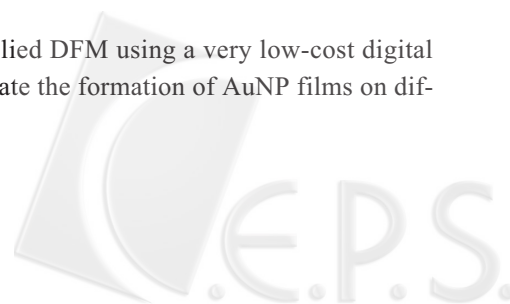 lied DFM using a very low-cost digital
ate the formation of AuNP films on dif-
C.E.P.S.